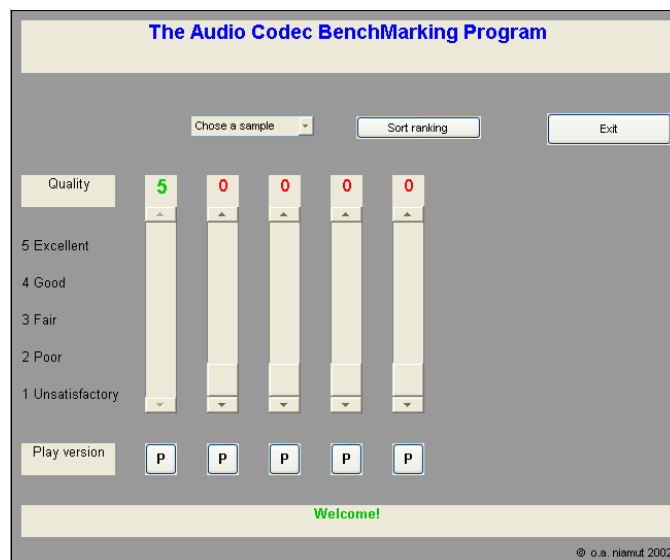 The Audio Codec BenchMarking Program
Chose a sample Sort ranking Exit
Quality 5 0 0 0 0
5 Excellent
4 Good
3 Fair
2 Poor
1 Unsatisfactory
Play version P P P P P
Welcome!
© o.a. niamut 2002